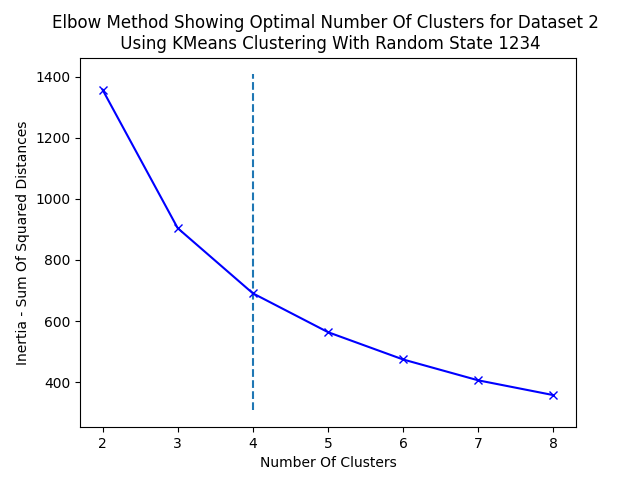 Elbow Method Showing Optimal Number Of Clusters for Dataset 2
Using KMeans Clustering With Random State 1234
1400
1200
1000
800
600
400
Inertia - Sum Of Squared Distances
2 3 4 5 6 7 8
Number Of Clusters